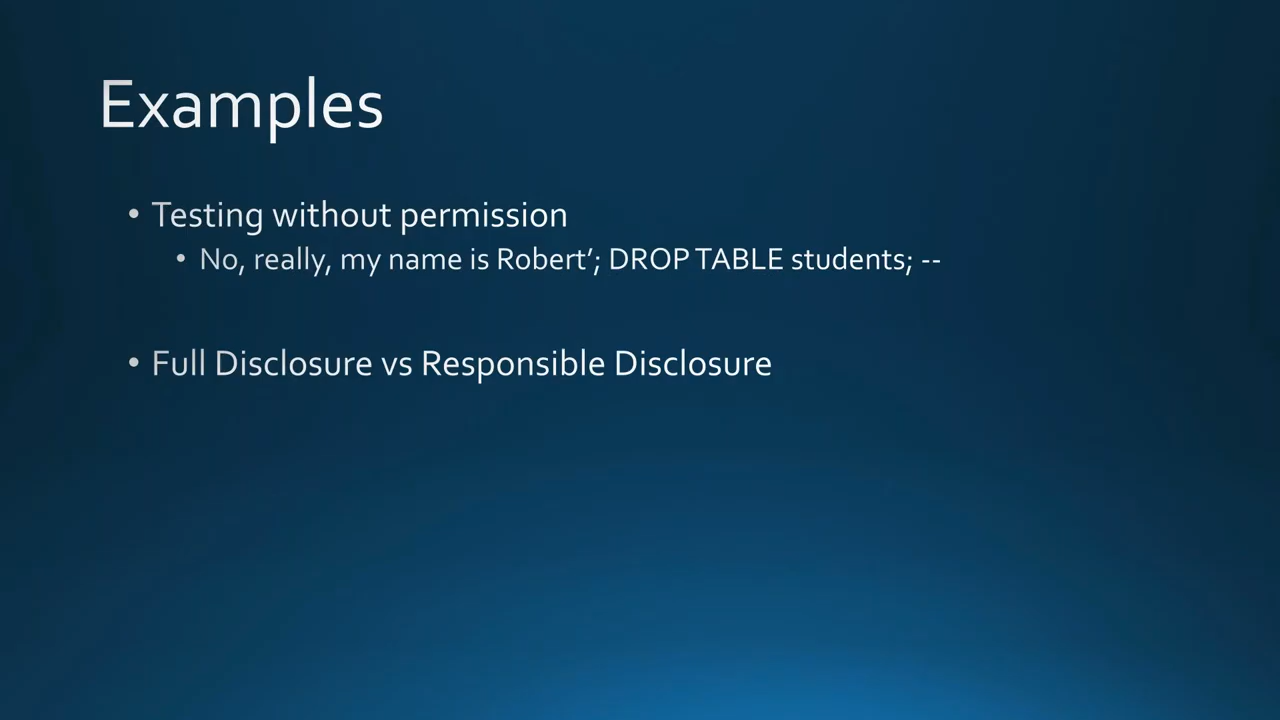 Examples
• Testing without permission
• No, really, my name is Robert’; DROP TABLE students; --
• Full Disclosure vs Responsible Disclosure